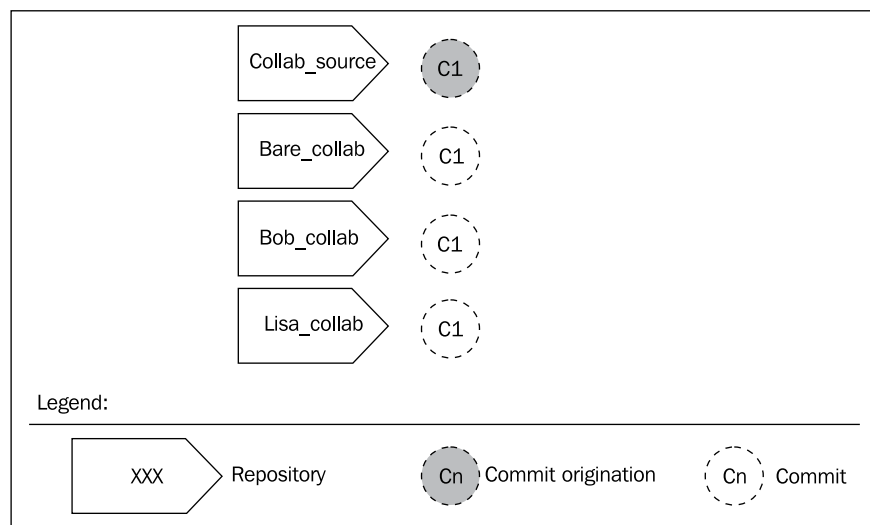 Collab_source C1
Bare_collab C1
Bob_collab C1
Lisa_collab C1
Legend:
XXX Repository Cn Commit origination Cn Commit